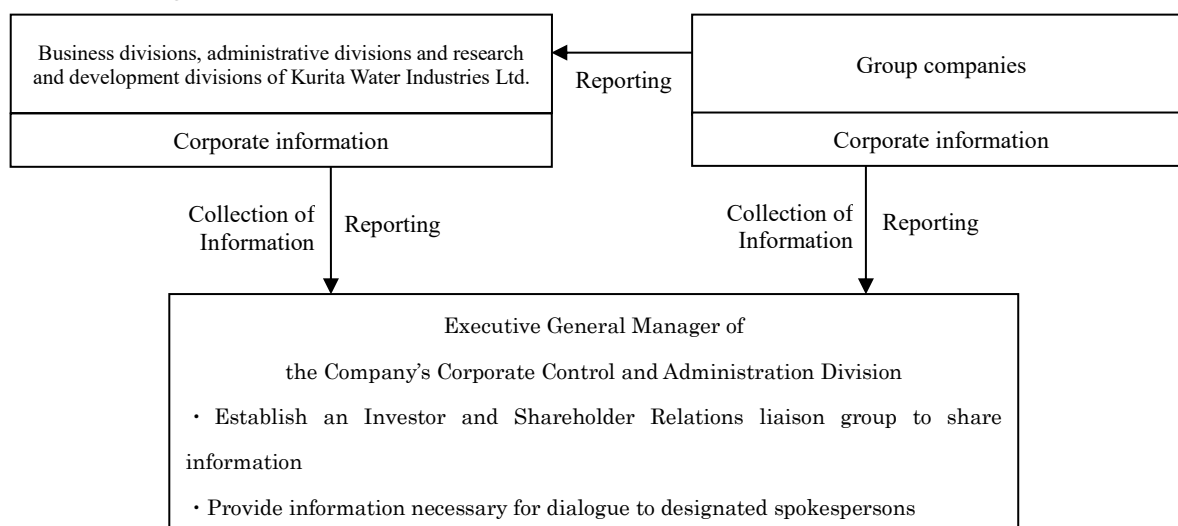 Business divisions, administrative divisions and research
and development divisions of Kurita Water Industries Ltd.
Reporting
Group companies
Corporate information
Corporate information
Collection of
Information
Reporting
Collection of
Information
Reporting
Executive General Manager of
the Company's Corporate Control and Administration Division
・Establish an Investor and Shareholder Relations liaison group to share
information
・Provide information necessary for dialogue to designated spokespersons